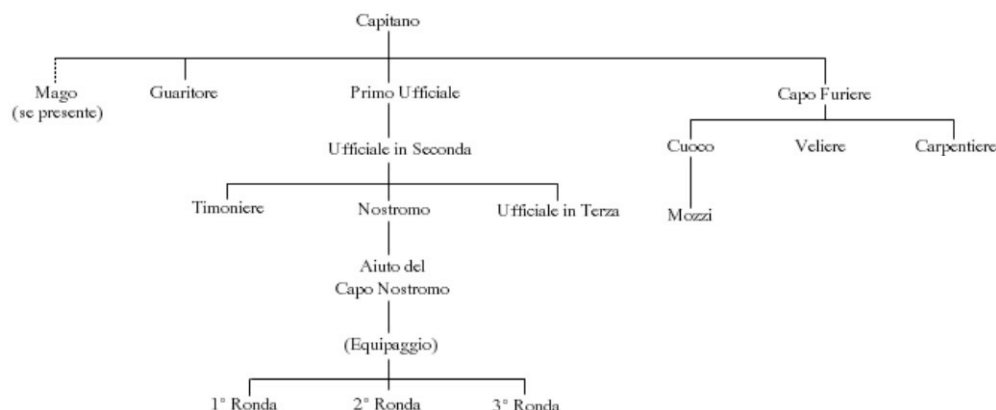 Capitano
Mago
(se presente)
Guaritore
Primo Ufficiale
Capo Furiere
Ufficiale in Seconda
Cuoco
Veliere
Carpentiere
Timoniere
Nostromo
Ufficiale in Terza
Mozzi
Aiuto del
Capo Nostromo
(Equipaggio)
1° Ronda
2° Ronda
3° Ronda